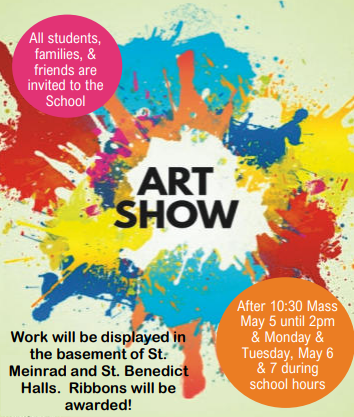 All students,
families, &
friends are
invited to the
School
ART
SHOW
After 10:30 Mass
May 5 until 2pm
& Monday &
Tuesday, May 6
& 7 during
school hours
Work will be displayed in
the basement of St.
Meinrad and St. Benedict
Halls.  Ribbons will be
awarded!